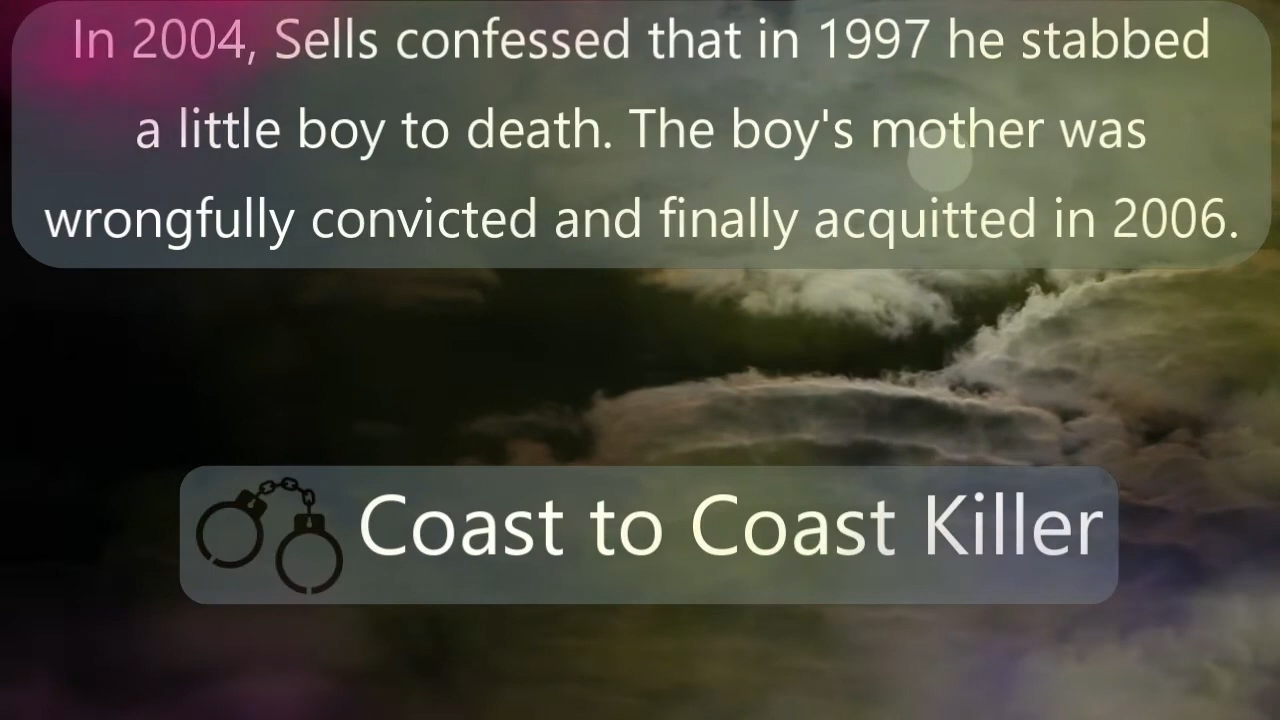 In 2004, Sells confessed that in 1997 he stabbed
a little boy to death. The boy's mother was
wrongfully convicted and finally acquitted in 2006.
Coast to Coast Killer